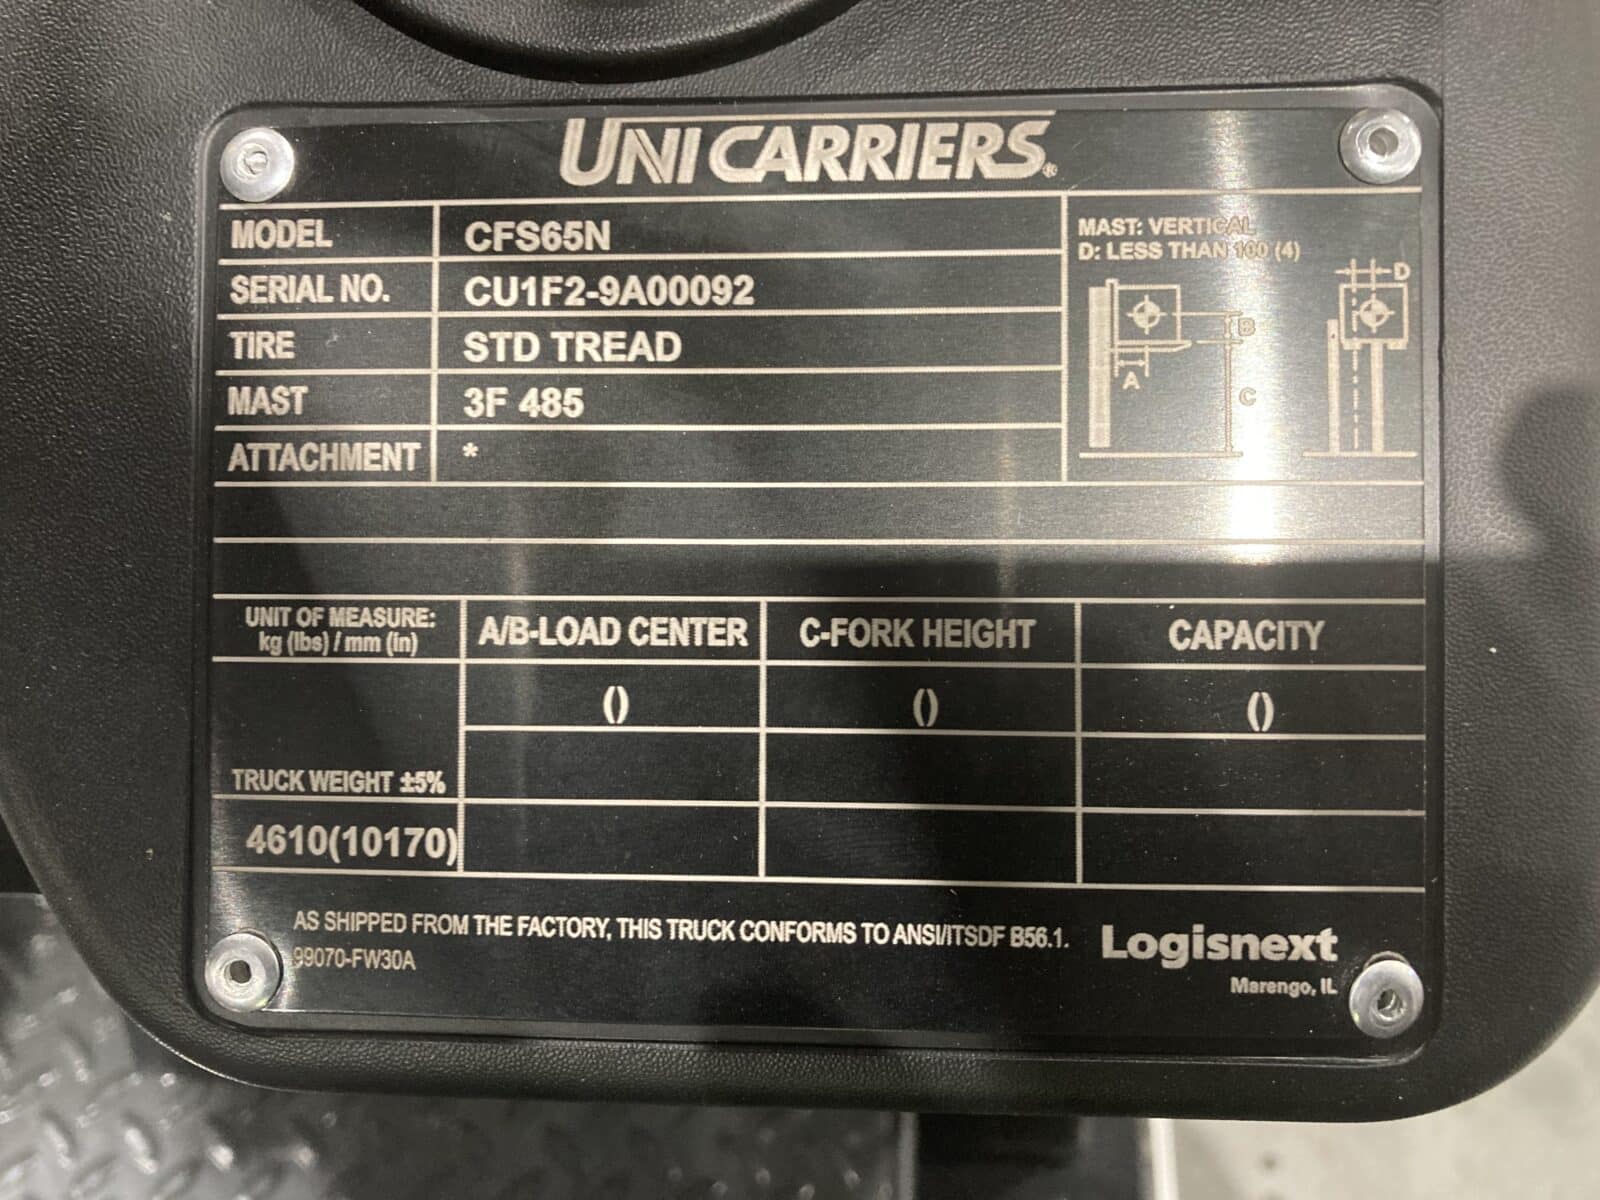 UNICARRIERS®
MODEL CFS65N
SERIAL NO. CU1F2-9A00092
TIRE STD TREAD
MAST 3F 485
ATTACHMENT *
MAST: VERTICAL
D: LESS THAN 100 (4)
A
B
C
D
UNIT OF MEASURE:
kg (lbs) / mm (in)
A/B-LOAD CENTER
C-FORK HEIGHT
CAPACITY
() () ()
TRUCK WEIGHT ±5%
4610(10170)
AS SHIPPED FROM THE FACTORY, THIS TRUCK CONFORMS TO ANSI/ITSDF B56.1.
99070-FW30A
Logisnext
Marengo, IL